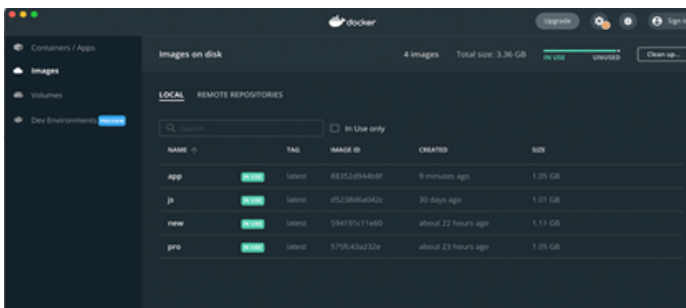 docker
Upgrade
Sign in
Containers / Apps
Images
Volumes
Dev Environments PREVIEW
Images on disk
4 images Total size: 3.36 GB
IN USE UNUSED
Clean up...
LOCAL REMOTE REPOSITORIES
Search
In Use only
NAME TAG IMAGE ID CREATED SIZE
app IN USE latest 88352d944b8f 9 minutes ago 1.05 GB
js IN USE latest d5238d6a042c 30 days ago 1.01 GB
new IN USE latest 594191c11e60 about 22 hours ago 1.11 GB
pro IN USE latest 575fc43a232e about 23 hours ago 1.05 GB